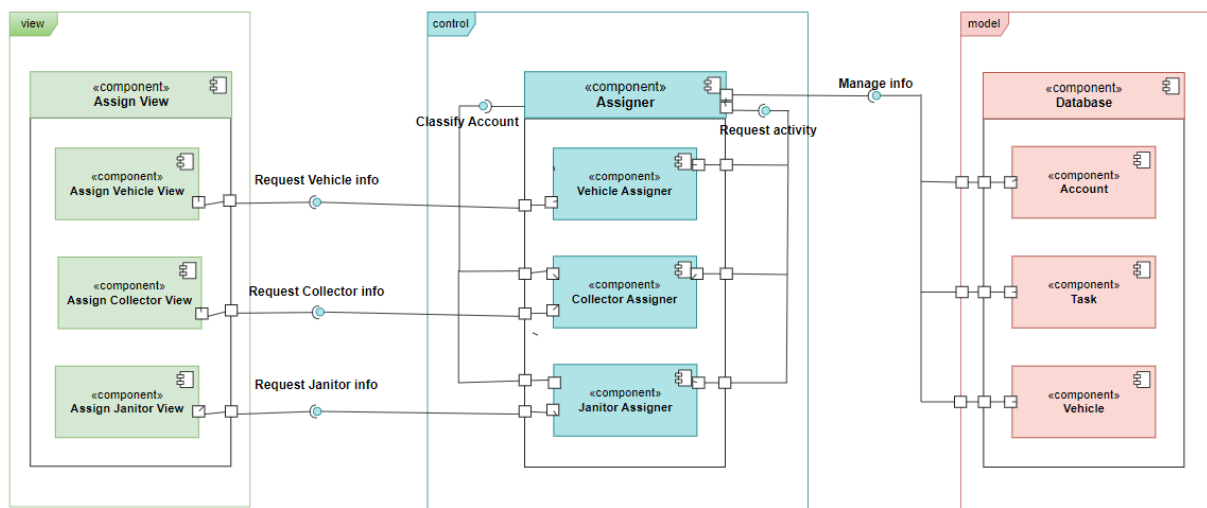 view
control
model
«component»
Assign View
«component»
Assigner
Manage info
«component»
Database
Classify Account
Request activity
«component»
Assign Vehicle View
Request Vehicle info
«component»
Vehicle Assigner
«component»
Account
«component»
Assign Collector View
Request Collector info
«component»
Collector Assigner
«component»
Task
«component»
Assign Janitor View
Request Janitor info
«component»
Janitor Assigner
«component»
Vehicle